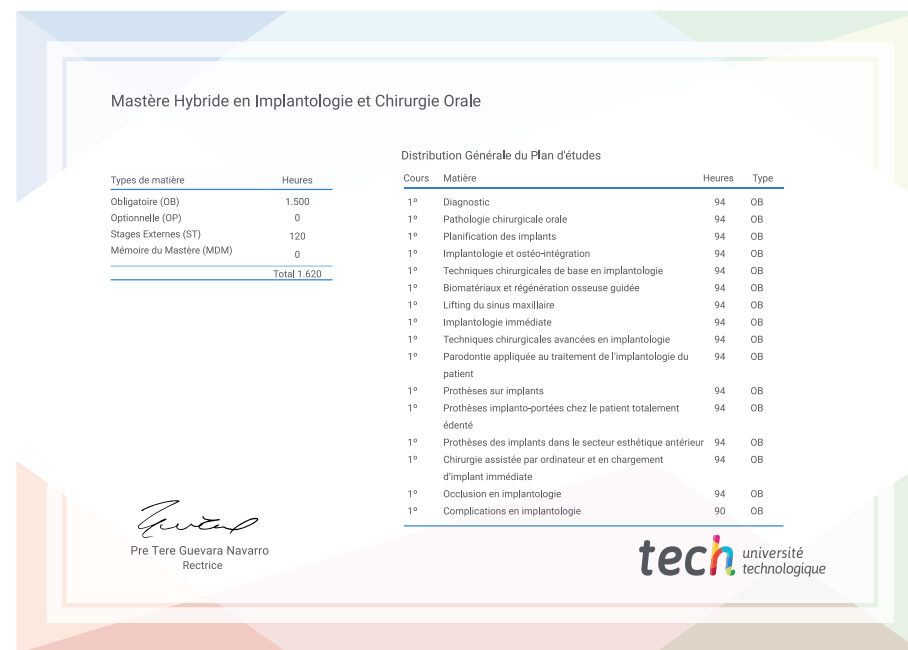 Mastère Hybride en Implantologie et Chirurgie Orale
Types de matière Heures
Obligatoire (OB) 1.500
Optionnelle (OP) 0
Stages Externes (ST) 120
Mémoire du Mastère (MDM) 0
Total 1.620
Distribution Générale du Plan d'études
Cours Matière Heures Type
1º Diagnostic 94 OB
1º Pathologie chirurgicale orale 94 OB
1º Planification des implants 94 OB
1º Implantologie et ostéo-intégration 94 OB
1º Techniques chirurgicales de base en implantologie 94 OB
1º Biomatériaux et régénération osseuse guidée 94 OB
1º Lifting du sinus maxillaire 94 OB
1º Implantologie immédiate 94 OB
1º Techniques chirurgicales avancées en implantologie 94 OB
1º Parodontie appliquée au traitement de l'implantologie du 94 OB
patient
1º Prothèses sur implants 94 OB
1º Prothèses implanto-portées chez le patient totalement 94 OB
édenté
1º Prothèses des implants dans le secteur esthétique antérieur 94 OB
1º Chirurgie assistée par ordinateur et en chargement 94 OB
d'implant immédiate
1º Occlusion en implantologie 94 OB
1º Complications en implantologie 90 OB
Pre Tere Guevara Navarro
Rectrice
tech université
technologique